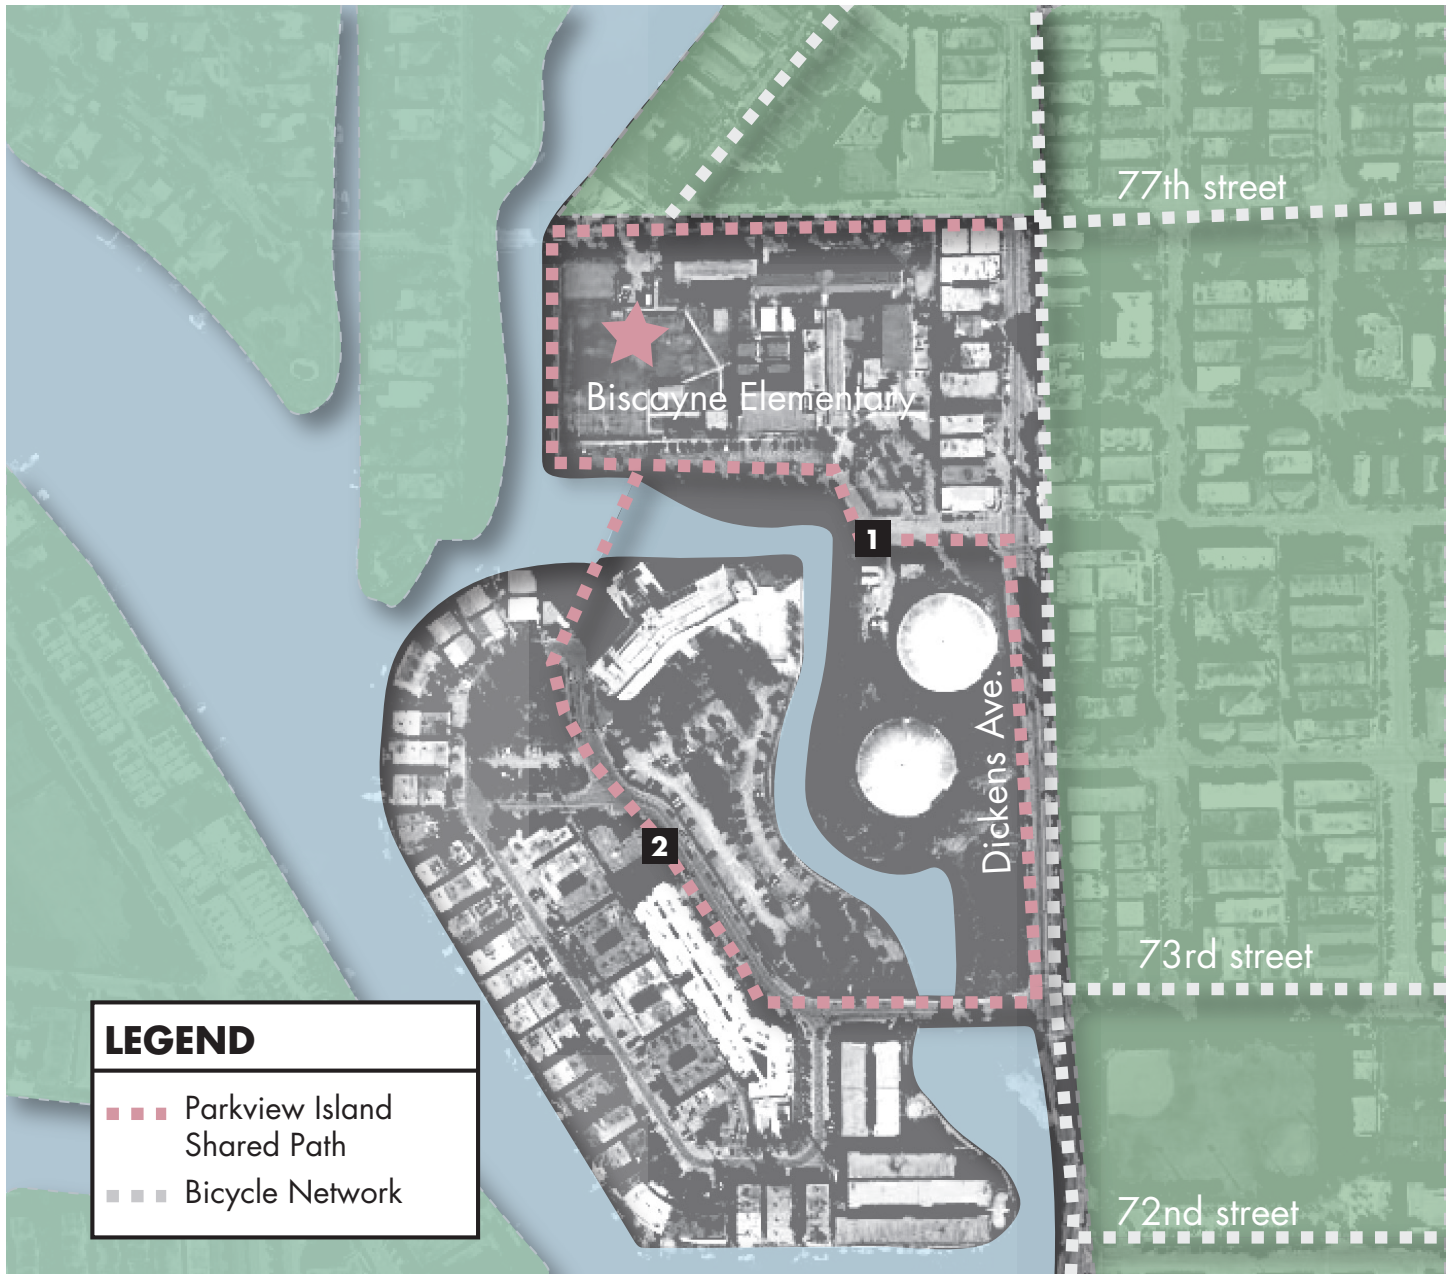 77th street
Biscayne Elementary
1
Dickens Ave.
2
73rd street
LEGEND
Parkview Island
Shared Path
Bicycle Network
72nd street